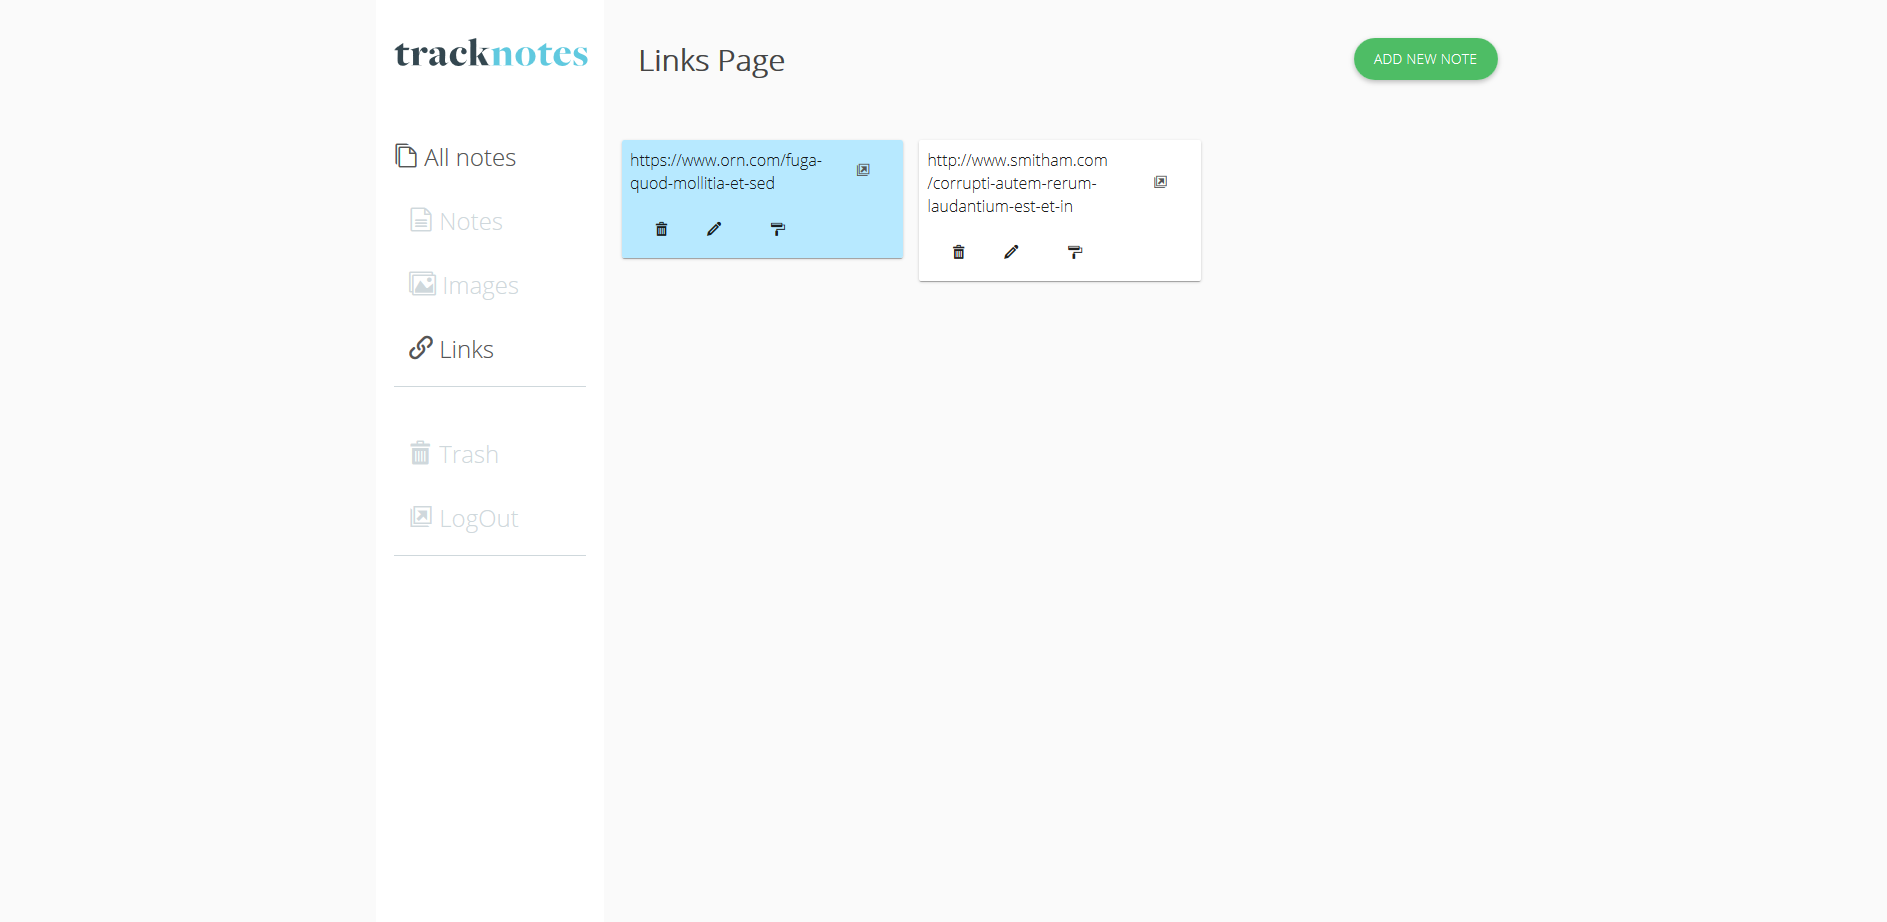 tracknotes
Links Page
ADD NEW NOTE
All notes
Notes
Images
Links
Trash
LogOut
https://www.orn.com/fuga-
quod-mollitia-et-sed
http://www.smitham.com
/corrupti-autem-rerum-
laudantium-est-et-in